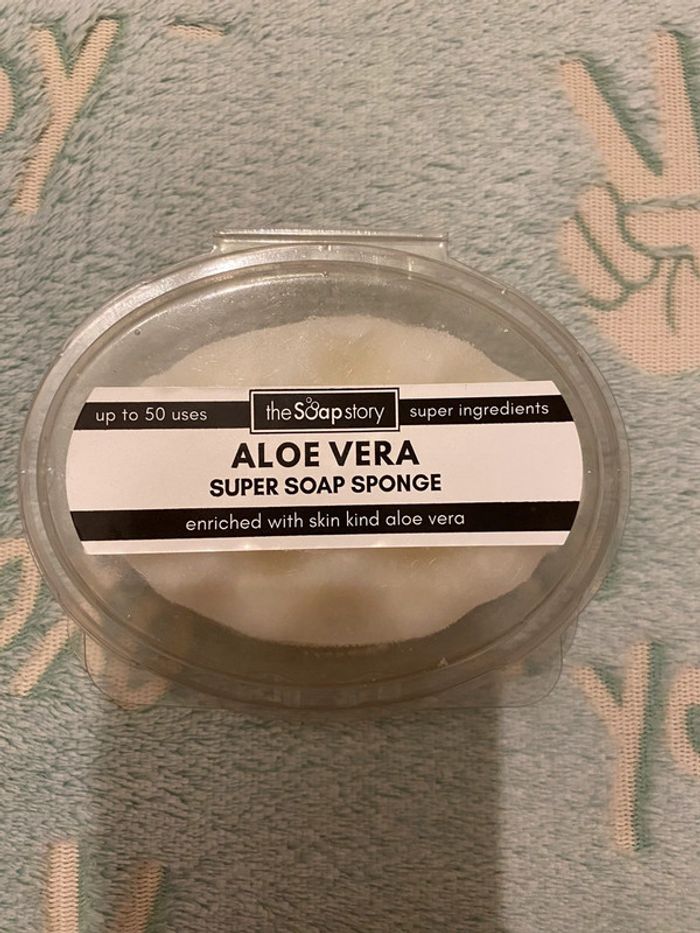 up to 50 uses
the Soap story
super ingredients
ALOE VERA
SUPER SOAP SPONGE
enriched with skin kind aloe vera